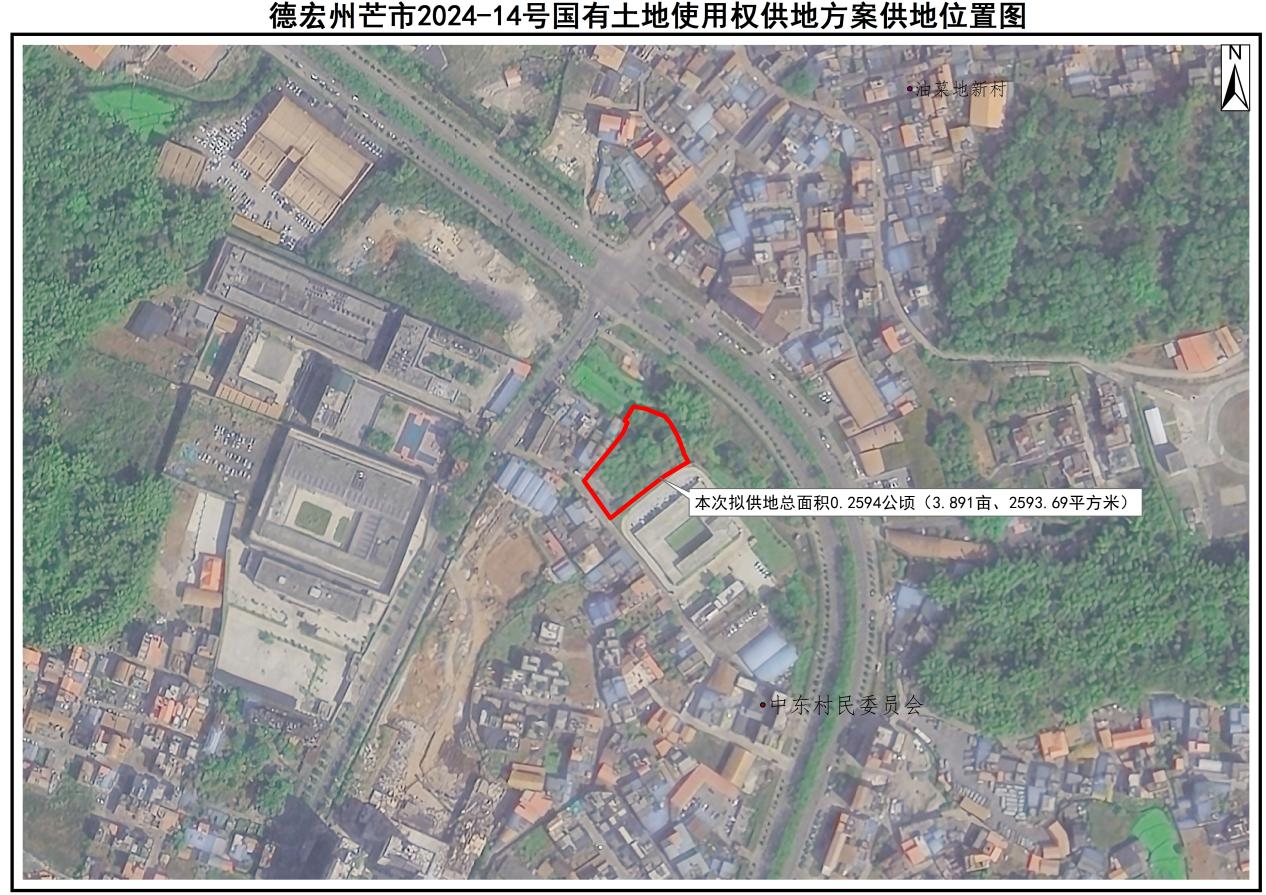 德宏州芒市2024-14号国有土地使用权供地方案供地位置图
N
油菜地新村
本次拟供地总面积0.2594公顷（3.891亩、2593.69平方米）
中东村民委员会